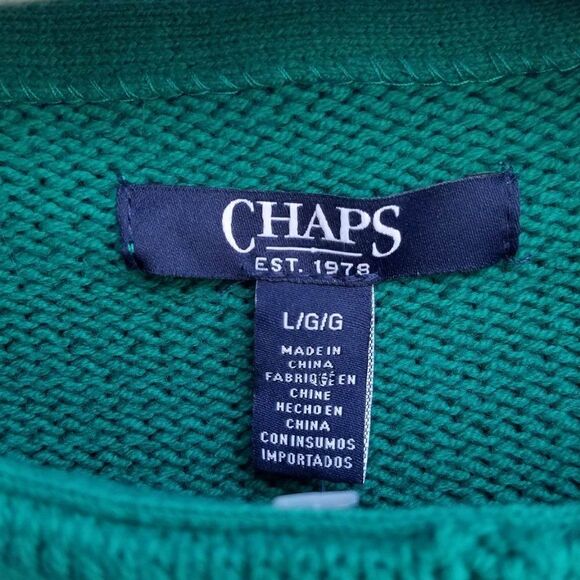 CHAPS
EST. 1978
L/G/G
MADE IN
CHINA
FABRIQUÉ EN
CHINE
HECHO EN
CHINA
CON INSUMOS
IMPORTADOS